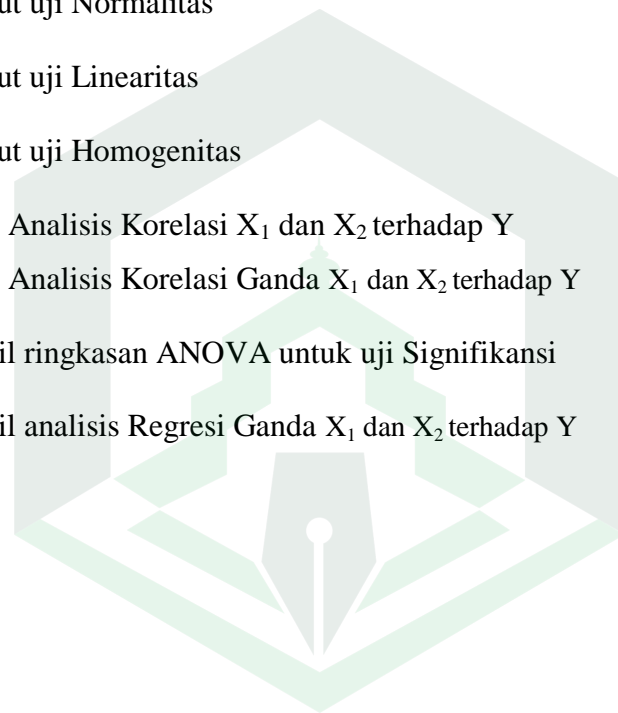 ut uji Normalitas
ut uji Linearitas
ut uji Homogenitas
Analisis Korelasi X₁ dan X₂ terhadap Y
Analisis Korelasi Ganda X₁ dan X₂ terhadap Y
il ringkasan ANOVA untuk uji Signifikansi
il analisis Regresi Ganda X₁ dan X₂ terhadap Y